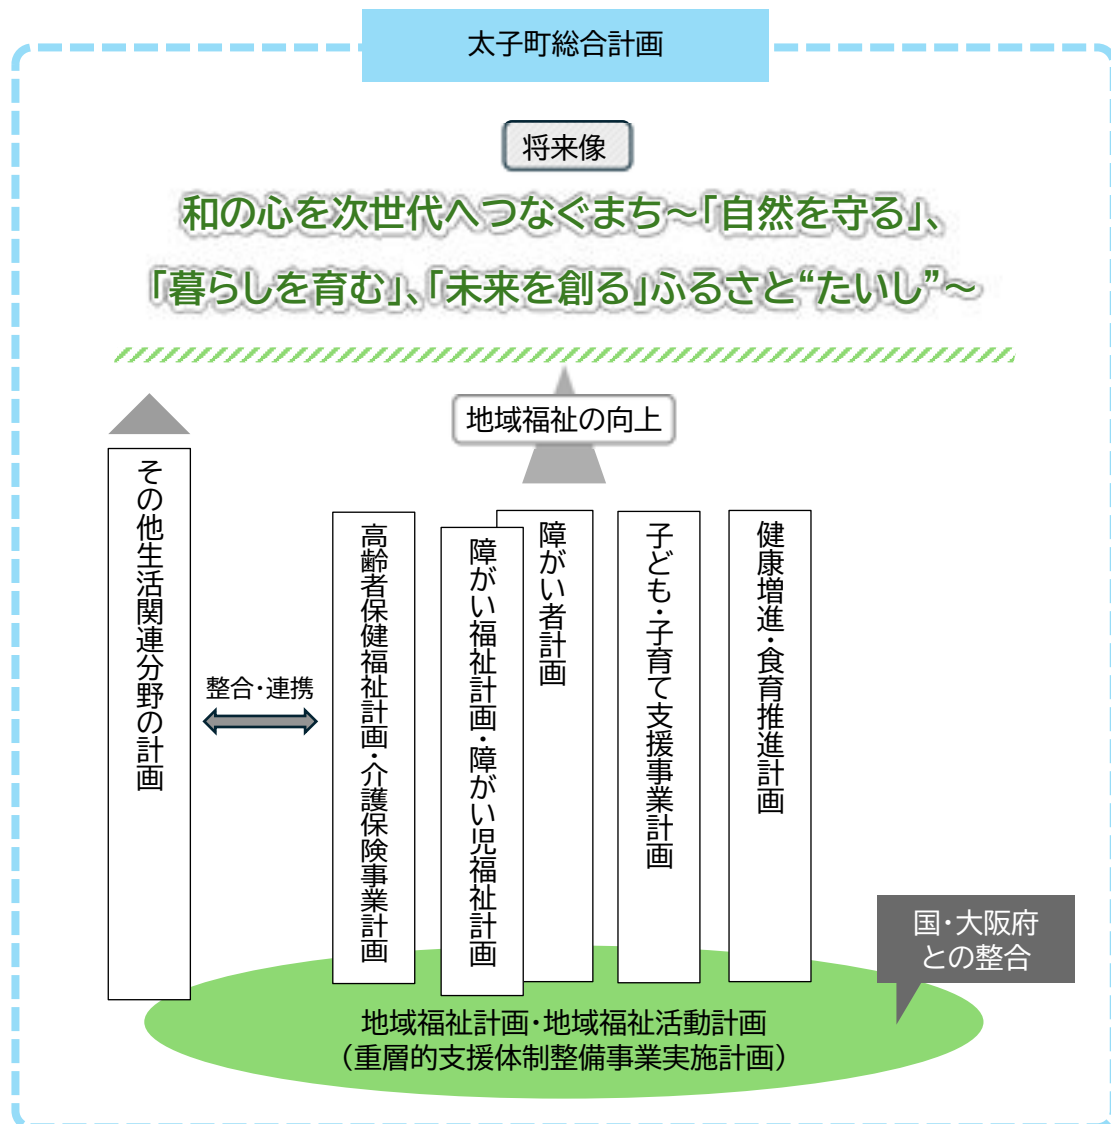 太子町総合計画
将来像
和の心を次世代へつなぐまち～「自然を守る」、
「暮らしを育む」、「未来を創る」ふるさと“たいし”～
地域福祉の向上
その他生活関連分野の計画
整合・連携
高齢者保健福祉計画・介護保険事業計画
障がい福祉計画・障がい児福祉計画
障がい者計画
子ども・子育て支援事業計画
健康増進・食育推進計画
国・大阪府
との整合
地域福祉計画・地域福祉活動計画
（重層的支援体制整備事業実施計画）